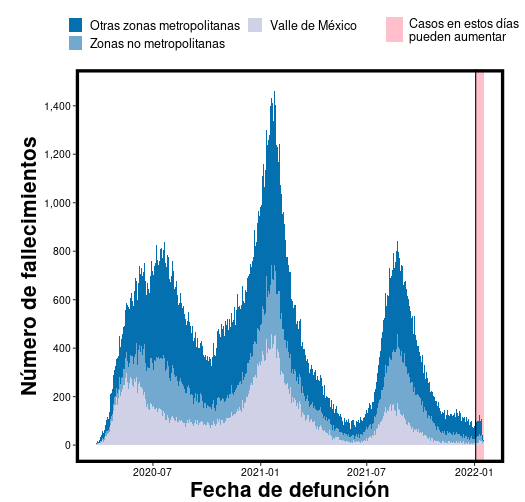 Otras zonas metropolitanas
Zonas no metropolitanas
Valle de México
Casos en estos días
pueden aumentar
Número de fallecimientos
1,400
1,200
1,000
800
600
400
200
0
2020-07
2021-01
2021-07
2022-01
Fecha de defunción